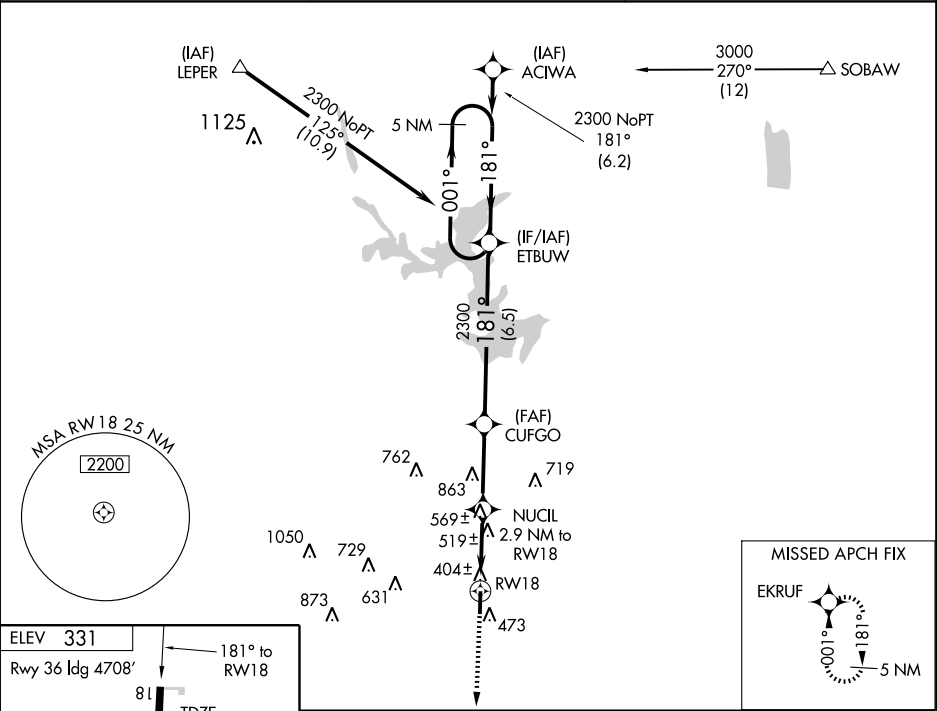 (IAF)
LEPER
2300 NoPT
125°
(10.9)
1125
5 NM
(IAF)
ACIWA
3000
270°
(12)
SOBAW
2300 NoPT
181°
(6.2)
001°
181°
(IF/IAF)
ETBUW
2300
181°
(6.5)
(FAF)
CUFGO
MSA RW18 25 NM
2200
762
863
719
569±
NUCIL
2.9 NM to
RW18
519±
1050
729
404±
RW18
631
873
473
MISSED APCH FIX
EKRUF
001°
181°
5 NM
ELEV 331
Rwy 36 ldg 4708'
181° to
RW18
18
TDZE